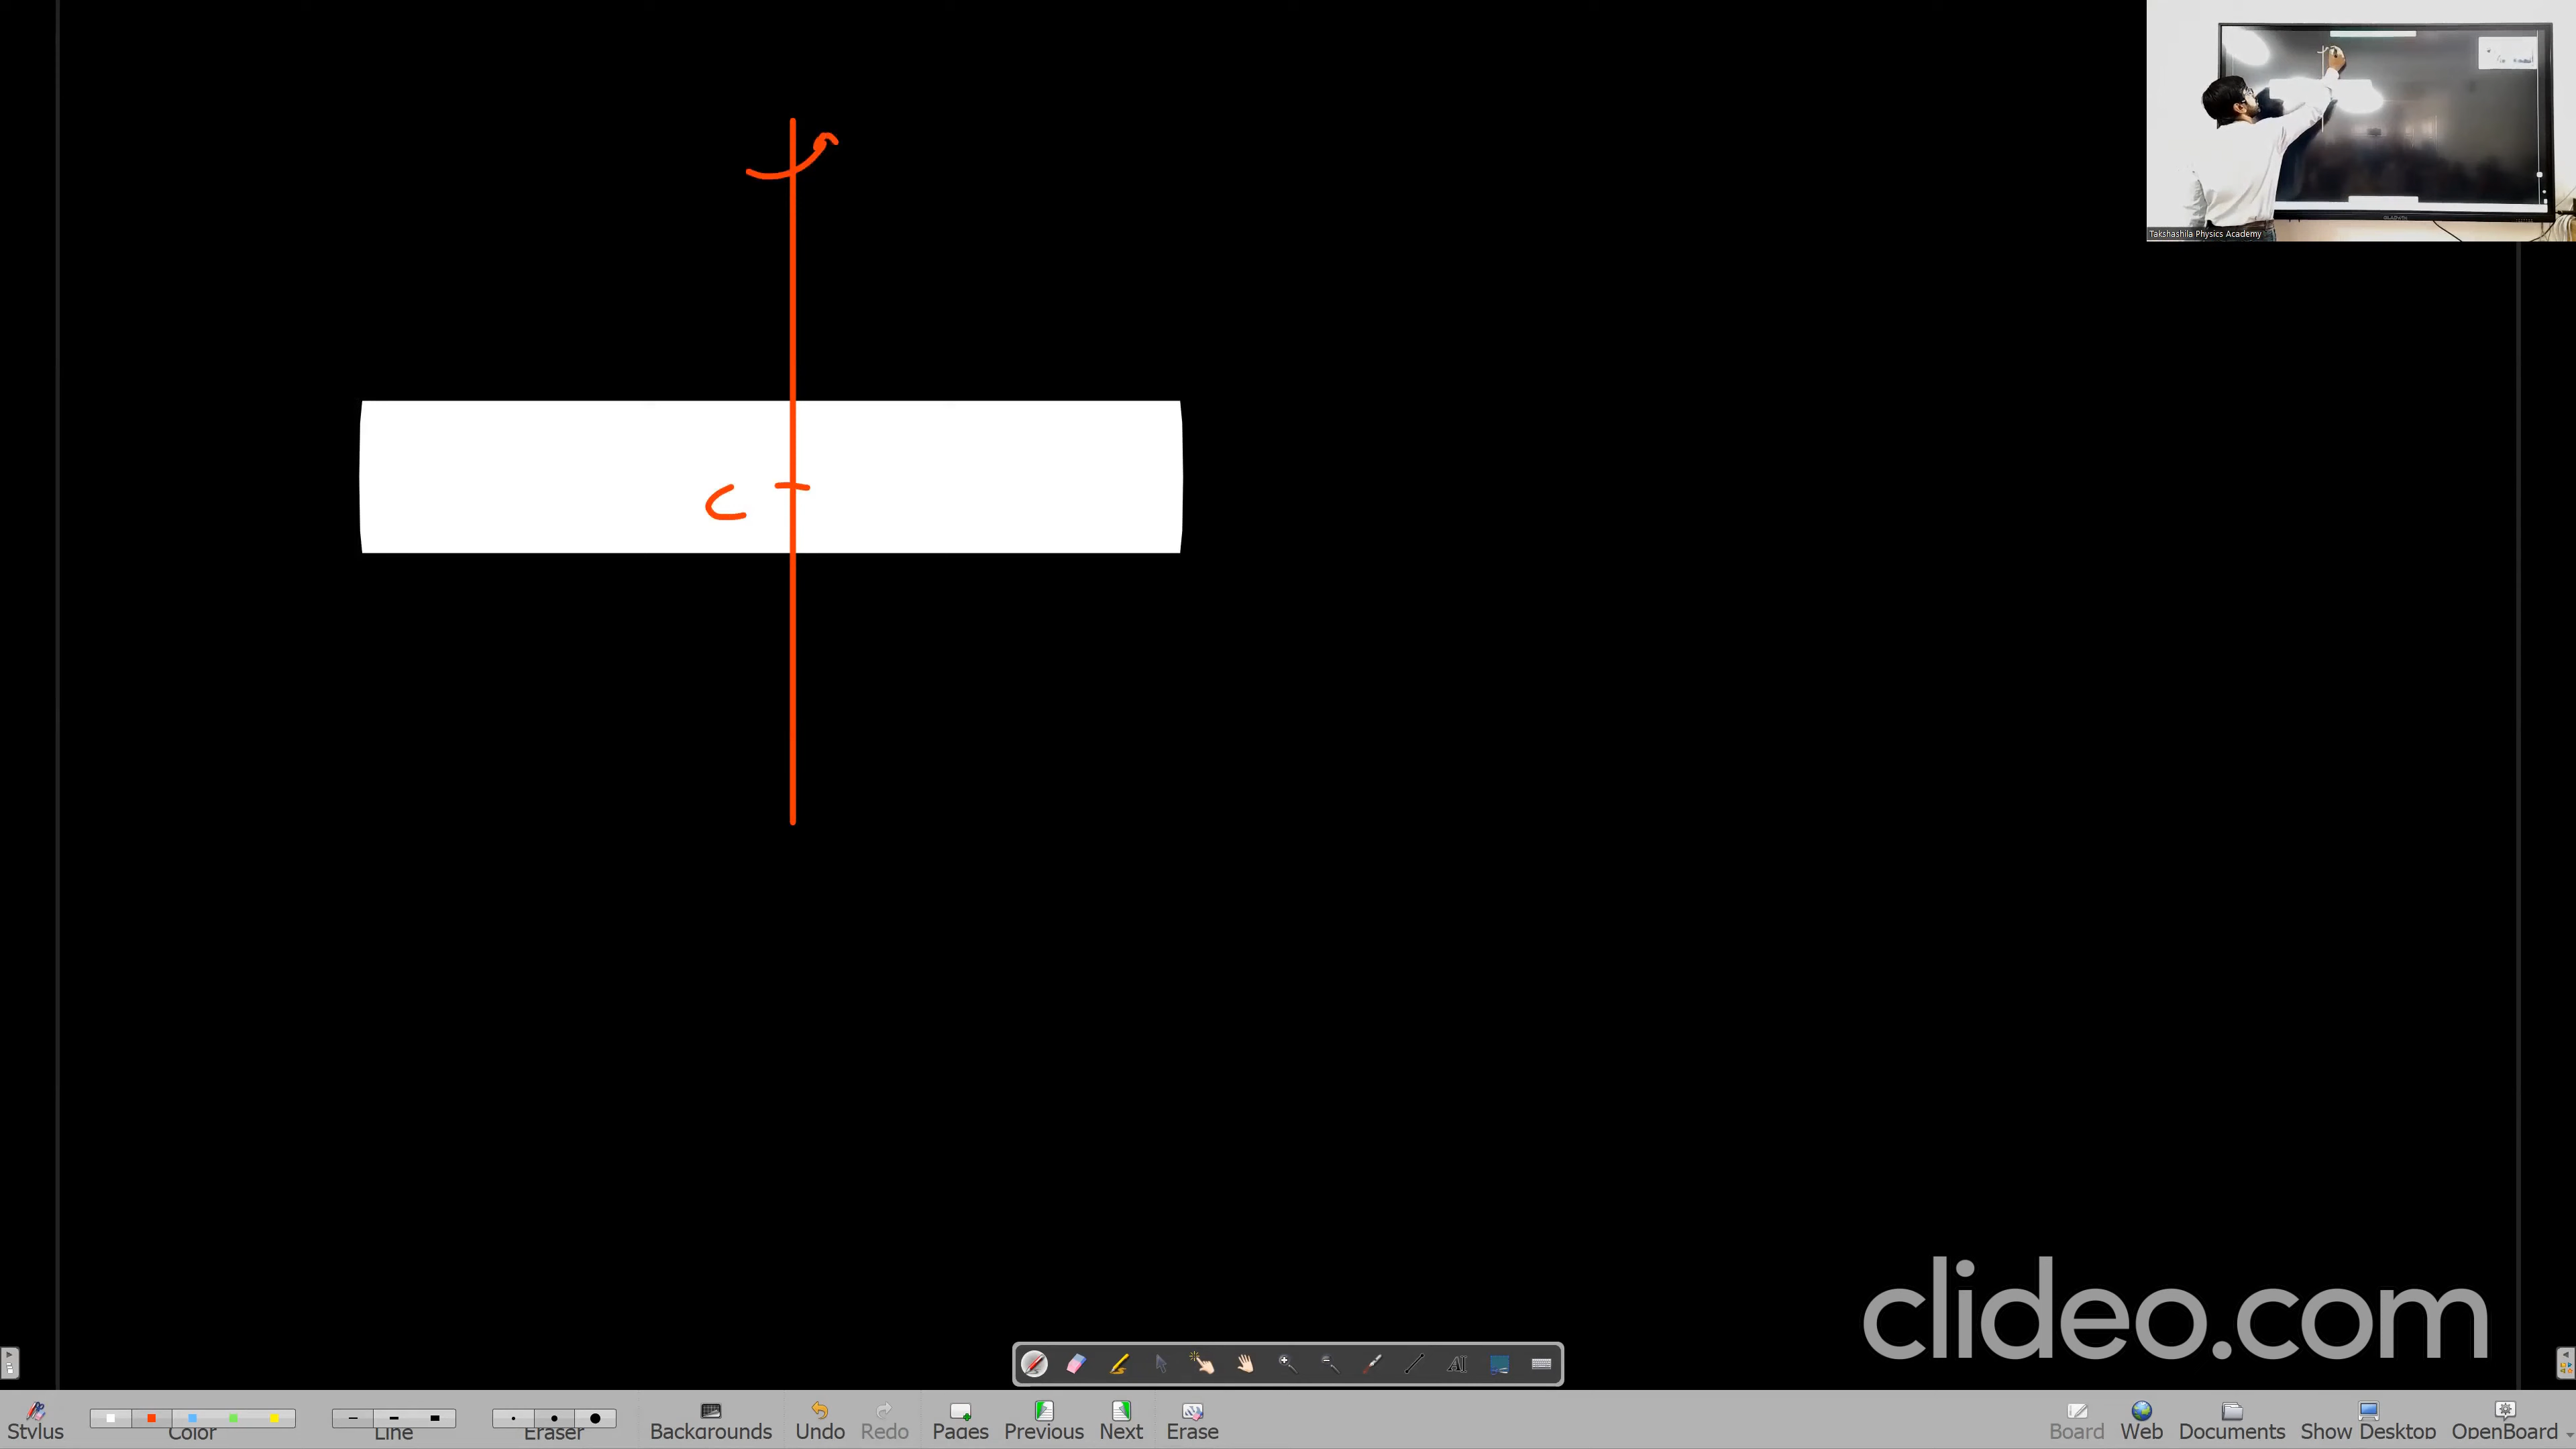 Takshashila Physics Academy
C
clideo.com
Stylus Color Line Eraser Backgrounds Undo Redo Pages Previous Next Erase Board Web Documents Show Desktop OpenBoard